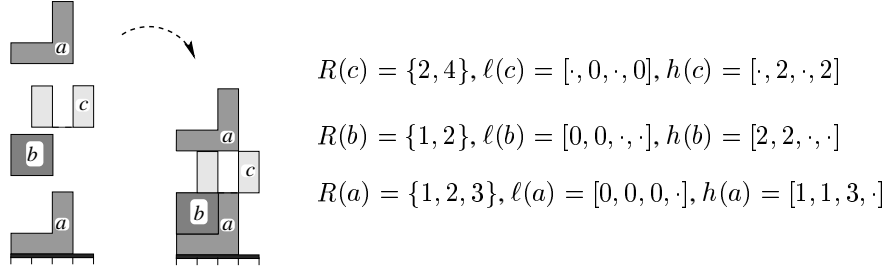 a
c
R(c) = {2, 4}, ℓ(c) = [·, 0, ·, 0], h(c) = [·, 2, ·, 2]
b
a
R(b) = {1, 2}, ℓ(b) = [0, 0, ·, ·], h(b) = [2, 2, ·, ·]
c
R(a) = {1, 2, 3}, ℓ(a) = [0, 0, 0, ·], h(a) = [1, 1, 3, ·]
b
a
a